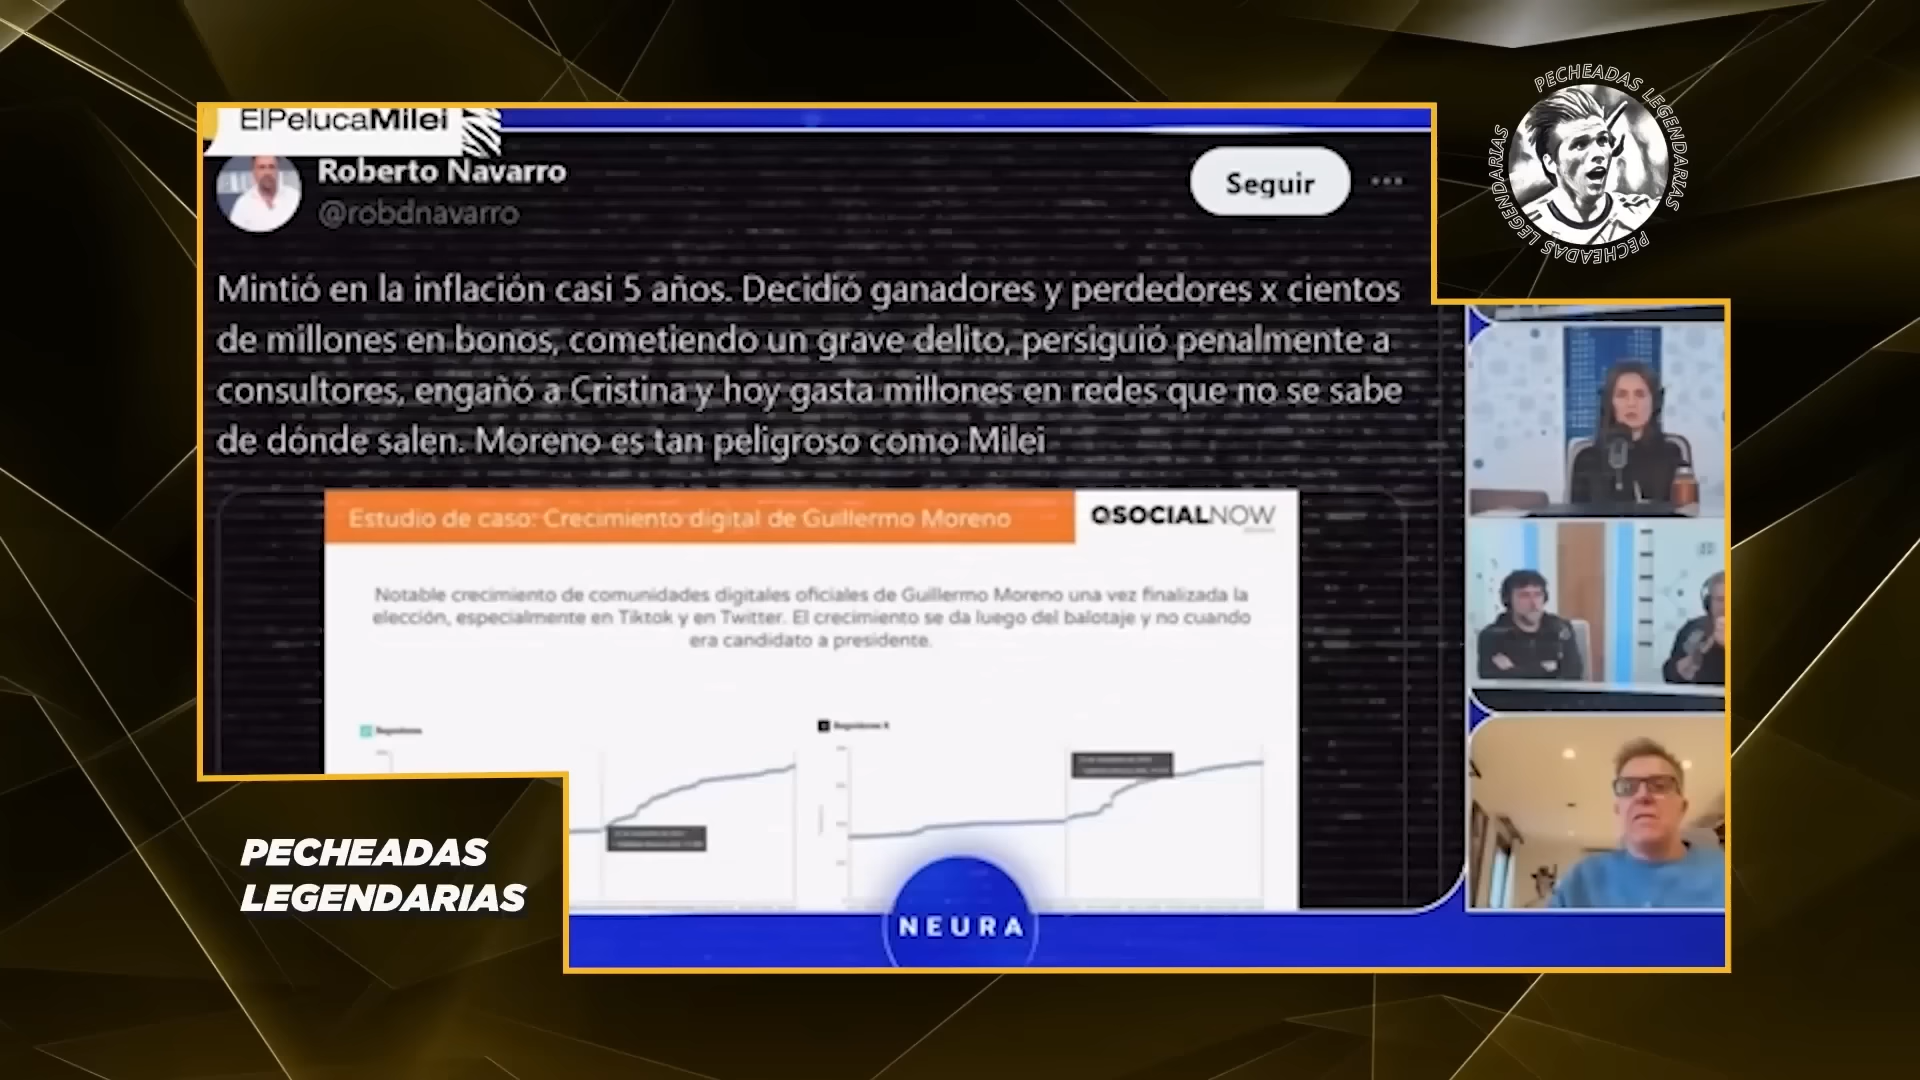 PECHEADAS LEGENDARIAS PECHEADAS LEGENDARIAS
ElPelucaMilei
Roberto Navarro
@robdnavarro
Seguir
Mintió en la inflación casi 5 años. Decidió ganadores y perdedores x cientos
de millones en bonos, cometiendo un grave delito, persiguió penalmente a
consultores, engañó a Cristina y hoy gasta millones en redes que no se sabe
de dónde salen. Moreno es tan peligroso como Milei
Estudio de caso: Crecimiento digital de Guillermo Moreno
QSOCIALNOW
Notable crecimiento de comunidades digitales oficiales de Guillermo Moreno una vez finalizada la
elección, especialmente en Tiktok y en Twitter. El crecimiento se da luego del balotaje y no cuando
era candidato a presidente.
PECHEADAS
LEGENDARIAS
NEURA